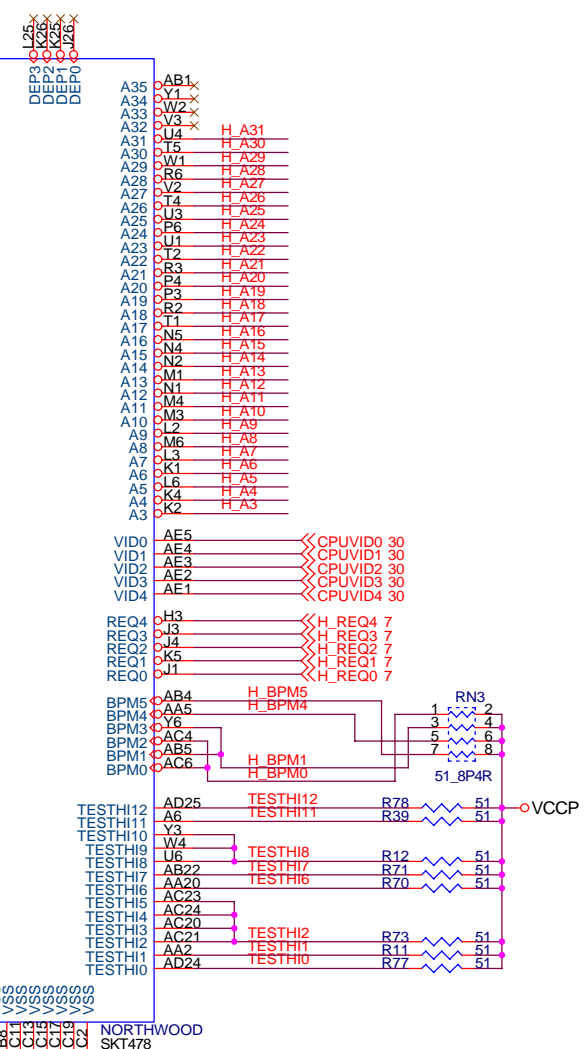 L25 K26 K25 J26
DEP3 DEP2 DEP1 DEP0
A35 AB1
A34 Y1
A33 W2
A32 V3
A31 U4 H_A31
A30 T5 H_A30
A29 W1 H_A29
A28 R6 H_A28
A27 V2 H_A27
A26 T4 H_A26
A25 U3 H_A25
A24 P6 H_A24
A23 U1 H_A23
A22 T2 H_A22
A21 R3 H_A21
A20 P4 H_A20
A19 P3 H_A19
A18 R2 H_A18
A17 T1 H_A17
A16 N5 H_A16
A15 N4 H_A15
A14 N2 H_A14
A13 M1 H_A13
A12 N1 H_A12
A11 M4 H_A11
A10 M3 H_A10
A9 L2 H_A9
A8 M6 H_A8
A7 L3 H_A7
A6 K1 H_A6
A5 L6 H_A5
A4 K4 H_A4
A3 K2 H_A3
VID0 AE5 CPUVID0 30
VID1 AE4 CPUVID1 30
VID2 AE3 CPUVID2 30
VID3 AE2 CPUVID3 30
VID4 AE1 CPUVID4 30
REQ4 H3 H_REQ4 7
REQ3 J3 H_REQ3 7
REQ2 J4 H_REQ2 7
REQ1 K5 H_REQ1 7
REQ0 J1 H_REQ0 7
RN3
BPM5 AB4 H_BPM5 1 2
BPM4 AA5 H_BPM4 3 4
BPM3 Y6 5 6
BPM2 AC4 7 8
BPM1 AB5 H_BPM1
BPM0 AC6 H_BPM0
51_8P4R
TESTHI12 AD25 TESTHI12 R78 51 VCCP
TESTHI11 A6 TESTHI11 R39 51
TESTHI10 Y3
TESTHI9 W4
TESTHI8 U6 TESTHI8 R12 51
TESTHI7 AB22 TESTHI7 R71 51
TESTHI6 AA20 TESTHI6 R70 51
TESTHI5 AC23
TESTHI4 AC24
TESTHI3 AC20
TESTHI2 AC21 TESTHI2 R73 51
TESTHI1 AA2 TESTHI1 R11 51
TESTHI0 AD24 TESTHI0 R77 51
VSS VSS VSS VSS VSS VSS VSS
B8 C11 C13 C15 C17 C19 C2
NORTHWOOD
SKT478